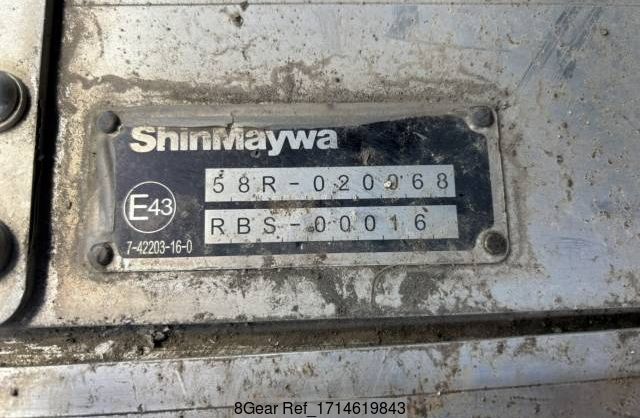 ShinMaywa
58R-020068
E43
RBS-00016
7-42203-16-0
8Gear Ref_1714619843